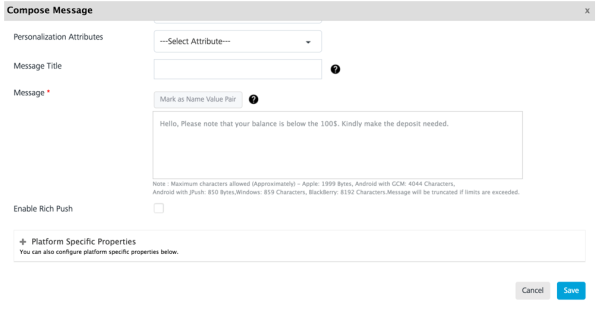 Compose Message x
Personalization Attributes
---Select Attribute---
Message Title
?
Message *
Mark as Name Value Pair ?
Hello, Please note that your balance is below the 100$. Kindly make the deposit needed.
Note : Maximum characters allowed (Approximately) – Apple: 1999 Bytes, Android with GCM: 4044 Characters,
Android with JPush: 850 Bytes,Windows: 859 Characters, BlackBerry: 8192 Characters.Message will be truncated if limits are exceeded.
Enable Rich Push
+ Platform Specific Properties
You can also configure platform specific properties below.
Cancel Save